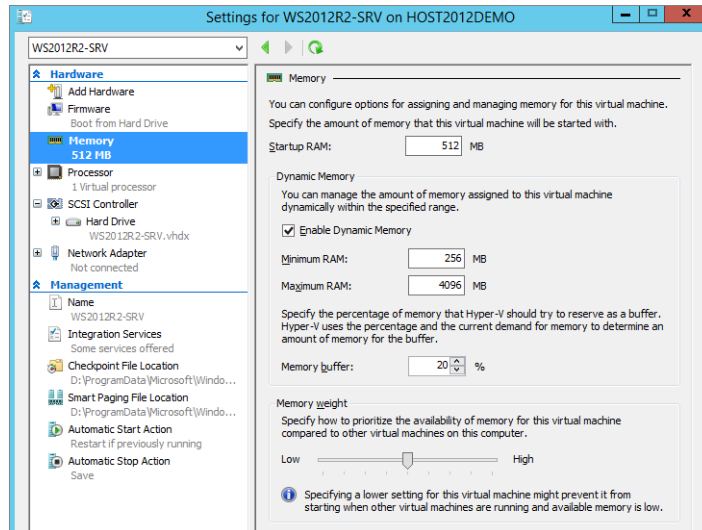 Settings for WS2012R2-SRV on HOST2012DEMO
WS2012R2-SRV
Hardware
Add Hardware
Firmware
Boot from Hard Drive
Memory
512 MB
Processor
1 Virtual processor
SCSI Controller
Hard Drive
WS2012R2-SRV.vhdx
Network Adapter
Not connected
Management
Name
WS2012R2-SRV
Integration Services
Some services offered
Checkpoint File Location
D:\ProgramData\Microsoft\Windo...
Smart Paging File Location
D:\ProgramData\Microsoft\Windo...
Automatic Start Action
Restart if previously running
Automatic Stop Action
Save
Memory
You can configure options for assigning and managing memory for this virtual machine.
Specify the amount of memory that this virtual machine will be started with.
Startup RAM: 512 MB
Dynamic Memory
You can manage the amount of memory assigned to this virtual machine
dynamically within the specified range.
Enable Dynamic Memory
Minimum RAM: 256 MB
Maximum RAM: 4096 MB
Specify the percentage of memory that Hyper-V should try to reserve as a buffer.
Hyper-V uses the percentage and the current demand for memory to determine an
amount of memory for the buffer.
Memory buffer: 20 %
Memory weight
Specify how to prioritize the availability of memory for this virtual machine
compared to other virtual machines on this computer.
Low High
Specifying a lower setting for this virtual machine might prevent it from
starting when other virtual machines are running and available memory is low.